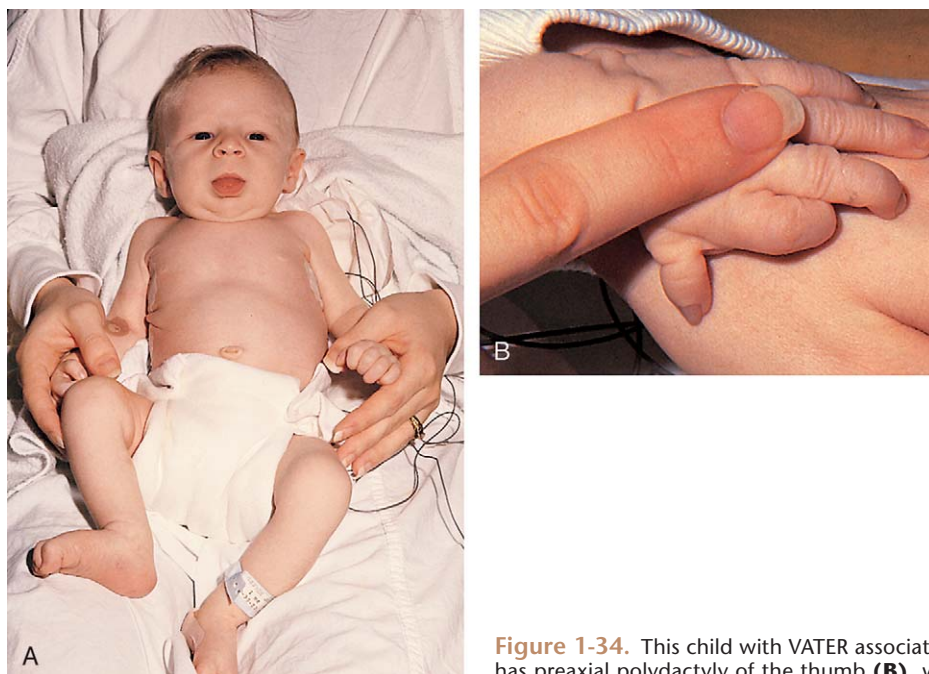 A
B
Figure 1-34. This child with VATER associat
has preaxial polydactyly of the thumb (B), w